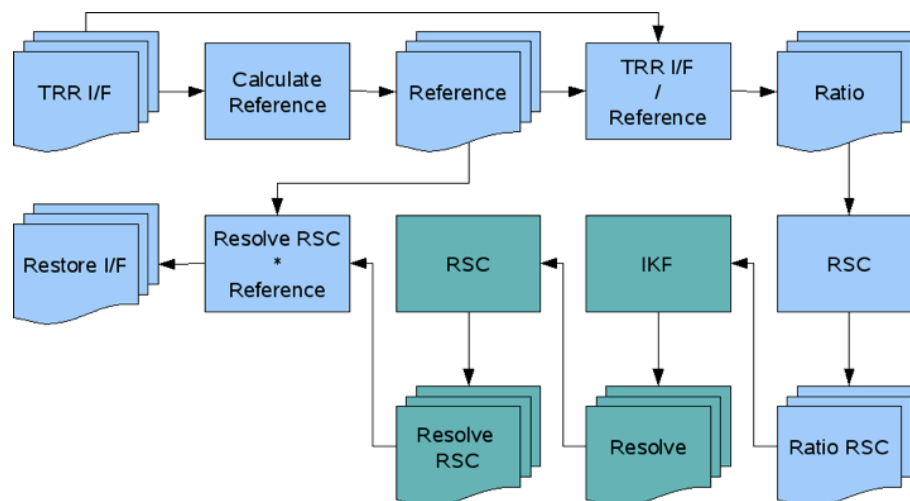 TRR I/F
Calculate
Reference
Reference
TRR I/F
/
Reference
Ratio
Restore I/F
Resolve RSC
*
Reference
RSC
IKF
RSC
Resolve
RSC
Resolve
Ratio RSC